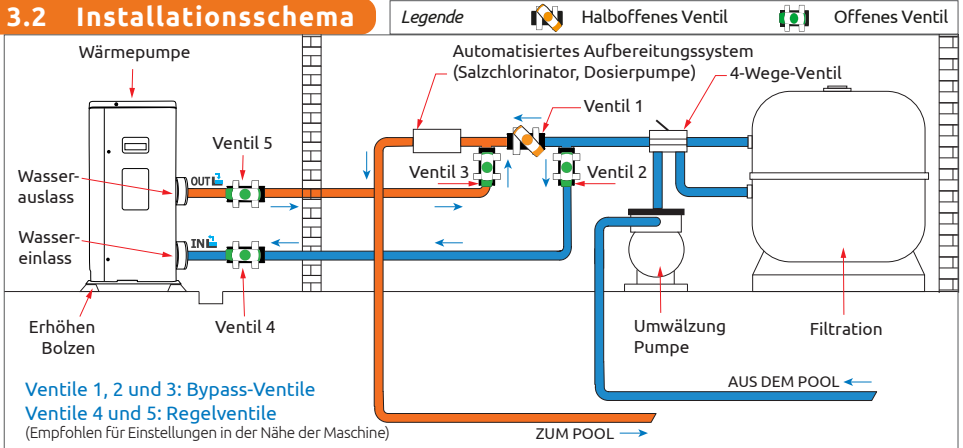 3.2 Installationsschema
Legende
Halboffenes Ventil
Offenes Ventil
Wärmepumpe
Automatisiertes Aufbereitungssystem
(Salzchlorinator, Dosierpumpe)
4-Wege-Ventil
Ventil 1
Ventil 5
Ventil 3
Ventil 2
Wasser-
auslass
OUT
Wasser-
einlass
IN
Erhöhen
Bolzen
Ventil 4
Umwälzung
Pumpe
Filtration
Ventile 1, 2 und 3: Bypass-Ventile
Ventile 4 und 5: Regelventile
(Empfohlen für Einstellungen in der Nähe der Maschine)
AUS DEM POOL
ZUM POOL